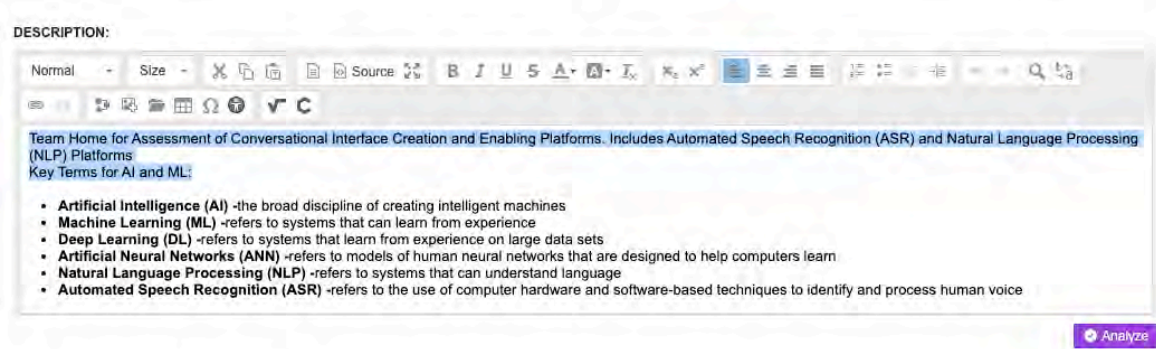 DESCRIPTION:
Normal Size Source B I U S A A Ix x₂ x²
Ω √ C
Team Home for Assessment of Conversational Interface Creation and Enabling Platforms. Includes Automated Speech Recognition (ASR) and Natural Language Processing
(NLP) Platforms
Key Terms for AI and ML:
• Artificial Intelligence (AI) -the broad discipline of creating intelligent machines
• Machine Learning (ML) -refers to systems that can learn from experience
• Deep Learning (DL) -refers to systems that learn from experience on large data sets
• Artificial Neural Networks (ANN) -refers to models of human neural networks that are designed to help computers learn
• Natural Language Processing (NLP) -refers to systems that can understand language
• Automated Speech Recognition (ASR) -refers to the use of computer hardware and software-based techniques to identify and process human voice
Analyze